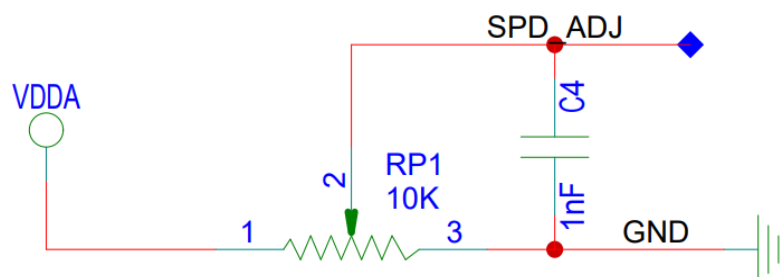 SPD_ADJ
VDDA
C4
2
RP1
10K
1
3
1nF
GND